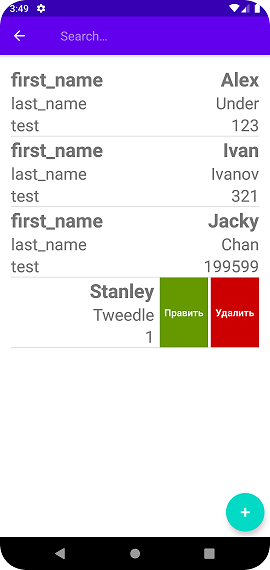 3:49
Search...
first_name Alex
last_name Under
test 123
first_name Ivan
last_name Ivanov
test 321
first_name Jacky
last_name Chan
test 199599
Stanley
Tweedle
1
Править Удалить
+